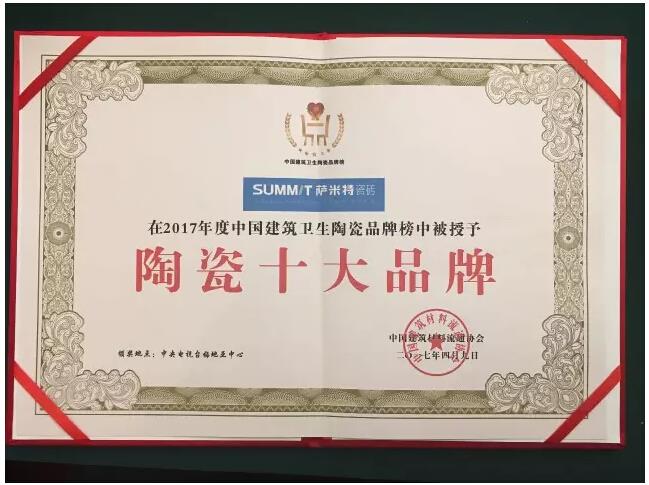 中国建筑卫生陶瓷品牌榜
SUMMIT 萨米特瓷砖
在2017年度中国建筑卫生陶瓷品牌榜中被授予
陶瓷十大品牌
中国建筑材料流通协会
二〇一七年四月九日
颁奖地点：中央电视台梅地亚中心